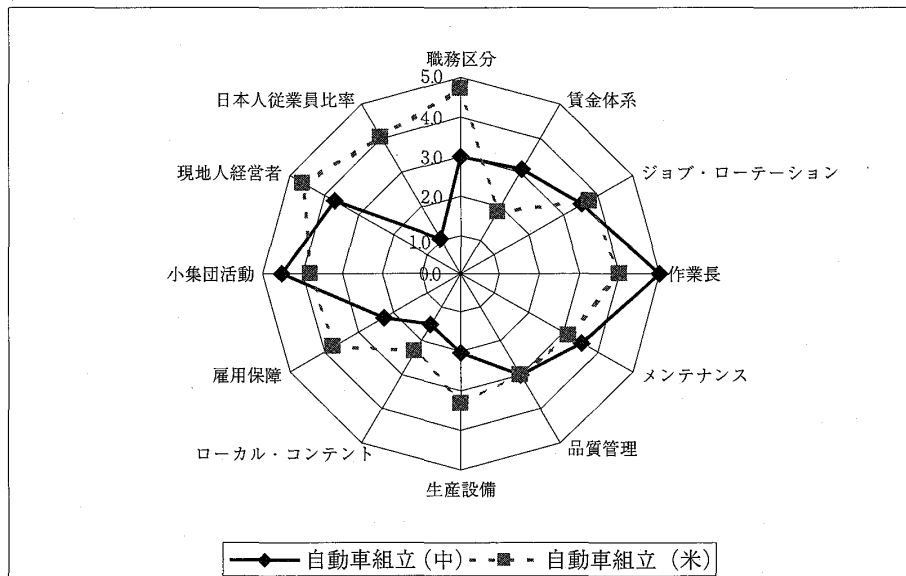 職務区分
5.0
日本人従業員比率
賃金体系
4.0
現地人経営者
3.0
ジョブ・ローテーション
2.0
1.0
小集団活動
0.0
作業長
雇用保障
メンテナンス
ローカル・コンテント
品質管理
生産設備
自動車組立(中)
自動車組立(米)